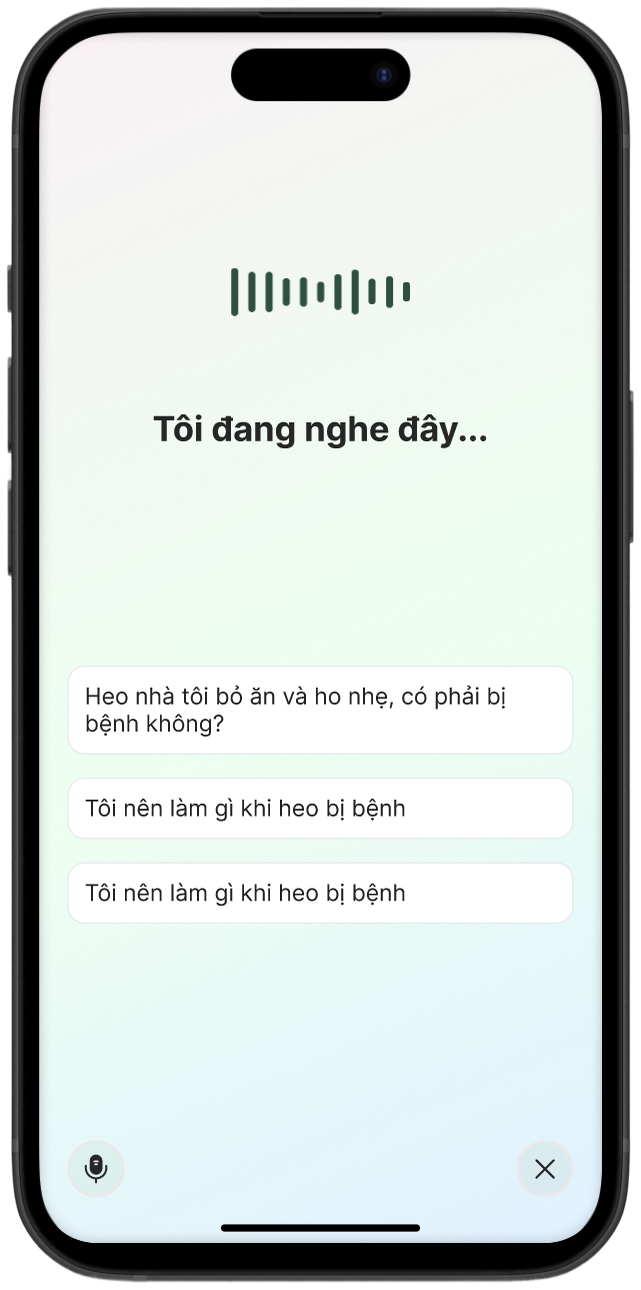 Tôi đang nghe đây...
Heo nhà tôi bỏ ăn và ho nhẹ, có phải bị
bệnh không?
Tôi nên làm gì khi heo bị bệnh
Tôi nên làm gì khi heo bị bệnh